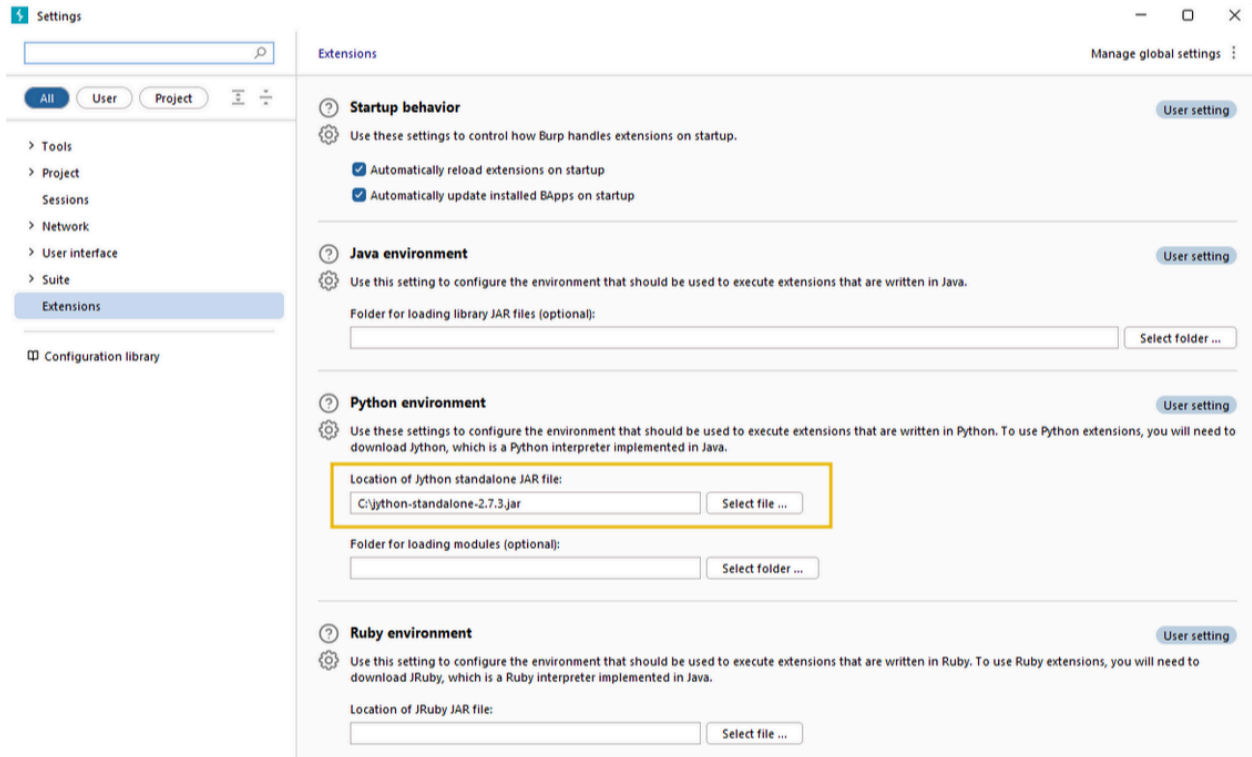 Settings
Extensions
Manage global settings
All
User
Project
Tools
Project
Sessions
Network
User interface
Suite
Extensions
Configuration library
Startup behavior
User setting
Use these settings to control how Burp handles extensions on startup.
Automatically reload extensions on startup
Automatically update installed BApps on startup
Java environment
User setting
Use this setting to configure the environment that should be used to execute extensions that are written in Java.
Folder for loading library JAR files (optional):
Select folder ...
Python environment
User setting
Use these settings to configure the environment that should be used to execute extensions that are written in Python. To use Python extensions, you will need to
download Jython, which is a Python interpreter implemented in Java.
Location of Jython standalone JAR file:
C:\jython-standalone-2.7.3.jar
Select file ...
Folder for loading modules (optional):
Select folder ...
Ruby environment
User setting
Use this setting to configure the environment that should be used to execute extensions that are written in Ruby. To use Ruby extensions, you will need to
download JRuby, which is a Ruby interpreter implemented in Java.
Location of JRuby JAR file:
Select file ...